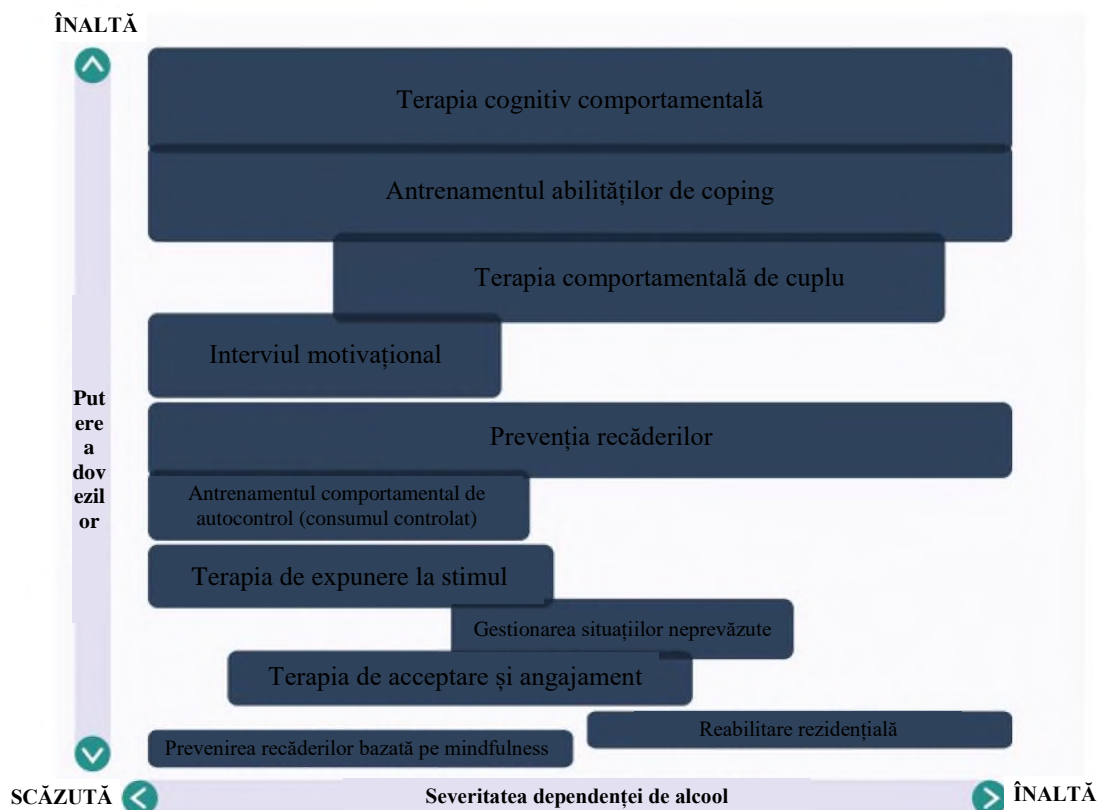 ÎNALTĂ
Terapia cognitiv comportamentală
Antrenamentul abilităților de coping
Terapia comportamentală de cuplu
Interviul motivațional
Put
ere
a
dov
ezil
or
Prevenția recăderilor
Antrenamentul comportamental de
autocontrol (consumul controlat)
Terapia de expunere la stimul
Gestionarea situațiilor neprevăzute
Terapia de acceptare și angajament
Reabilitare rezidențială
Prevenirea recăderilor bazată pe mindfulness
SCĂZUTĂ
Severitatea dependenței de alcool
ÎNALTĂ